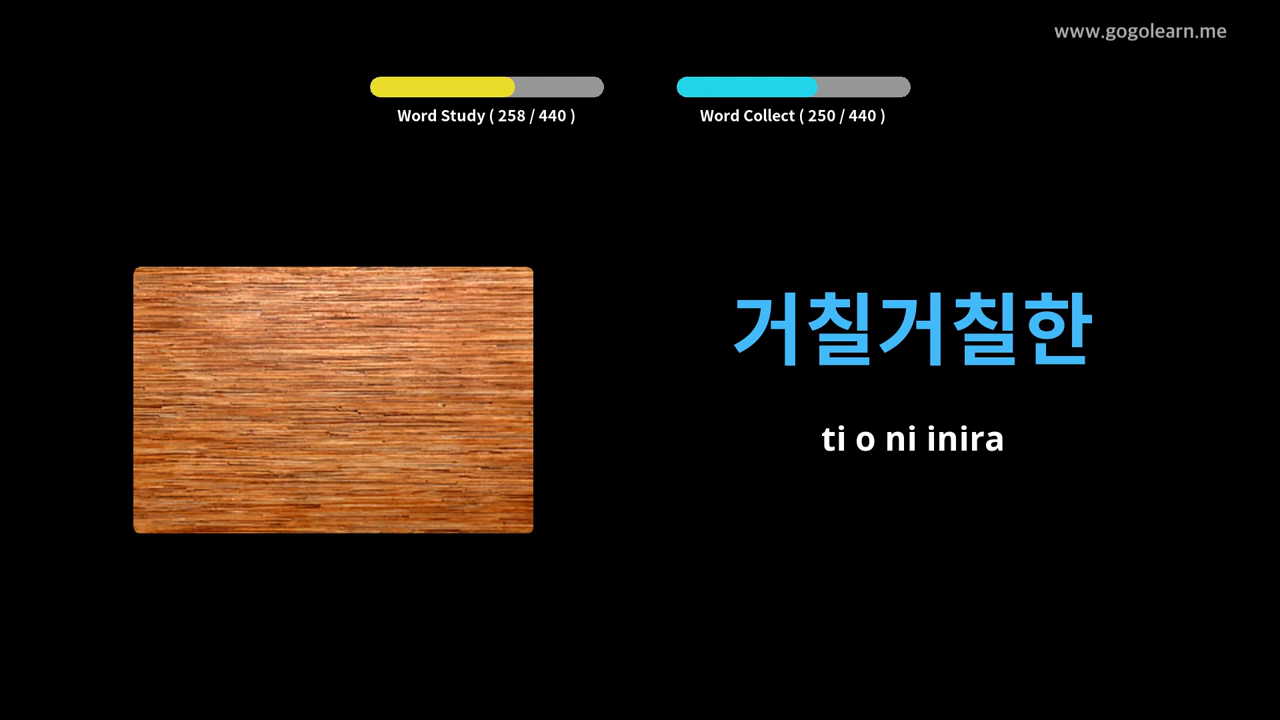 www.gogolearn.me
Word Study ( 258 / 440 )
Word Collect ( 250 / 440 )
거칠거칠한
ti o ni inira